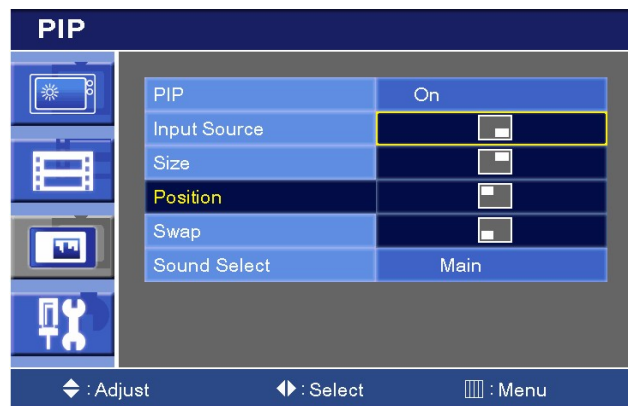 PIP
PIP On
Input Source
Size
Position
Swap
Sound Select Main
: Adjust : Select : Menu